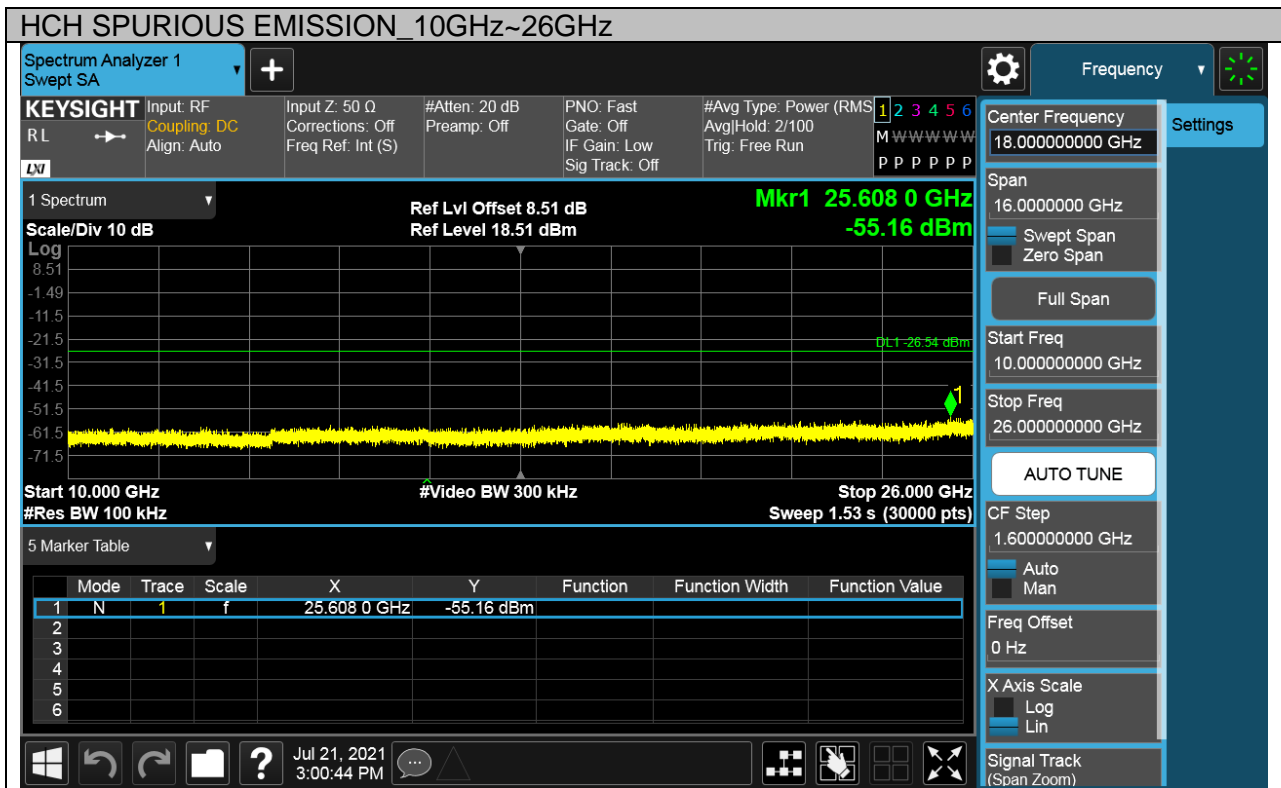 HCH SPURIOUS EMISSION_10GHz~26GHz
Spectrum Analyzer 1
Swept SA
+
Frequency
KEYSIGHT
RL
LXI
Input: RF
Coupling: DC
Align: Auto
Input Z: 50 Ω
Corrections: Off
Freq Ref: Int (S)
#Atten: 20 dB
Preamp: Off
PNO: Fast
Gate: Off
IF Gain: Low
Sig Track: Off
#Avg Type: Power (RMS
Avg|Hold: 2/100
Trig: Free Run
1 2 3 4 5 6
M W W W W W
P P P P P P
1 Spectrum
Scale/Div 10 dB
Ref Lvl Offset 8.51 dB
Ref Level 18.51 dBm
Mkr1 25.608 0 GHz
-55.16 dBm
Log
8.51
-1.49
-11.5
-21.5
-31.5
-41.5
-51.5
-61.5
-71.5
DL1 -26.54 dBm
1
Start 10.000 GHz
#Res BW 100 kHz
#Video BW 300 kHz
Stop 26.000 GHz
Sweep 1.53 s (30000 pts)
5 Marker Table
Mode Trace Scale X Y Function Function Width Function Value
1 N 1 f 25.608 0 GHz -55.16 dBm
2
3
4
5
6
?
Jul 21, 2021
3:00:44 PM
Center Frequency
18.000000000 GHz
Settings
Span
16.0000000 GHz
Swept Span
Zero Span
Full Span
Start Freq
10.000000000 GHz
Stop Freq
26.000000000 GHz
AUTO TUNE
CF Step
1.600000000 GHz
Auto
Man
Freq Offset
0 Hz
X Axis Scale
Log
Lin
Signal Track
(Span Zoom)